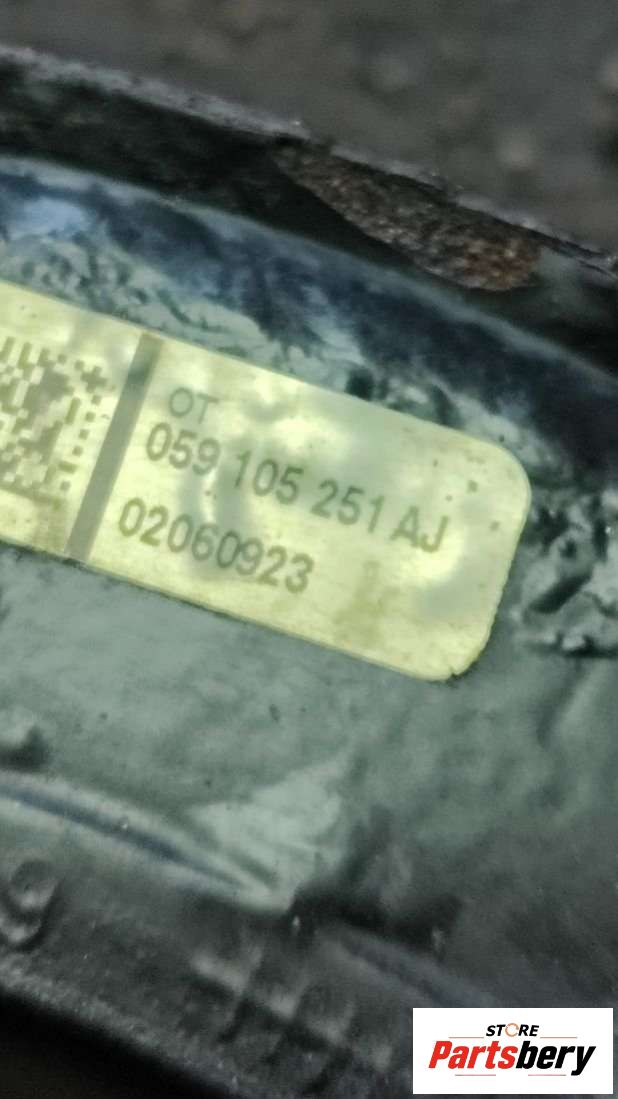 OT
059 105 251 AJ
02060923
STORE
Partsbery